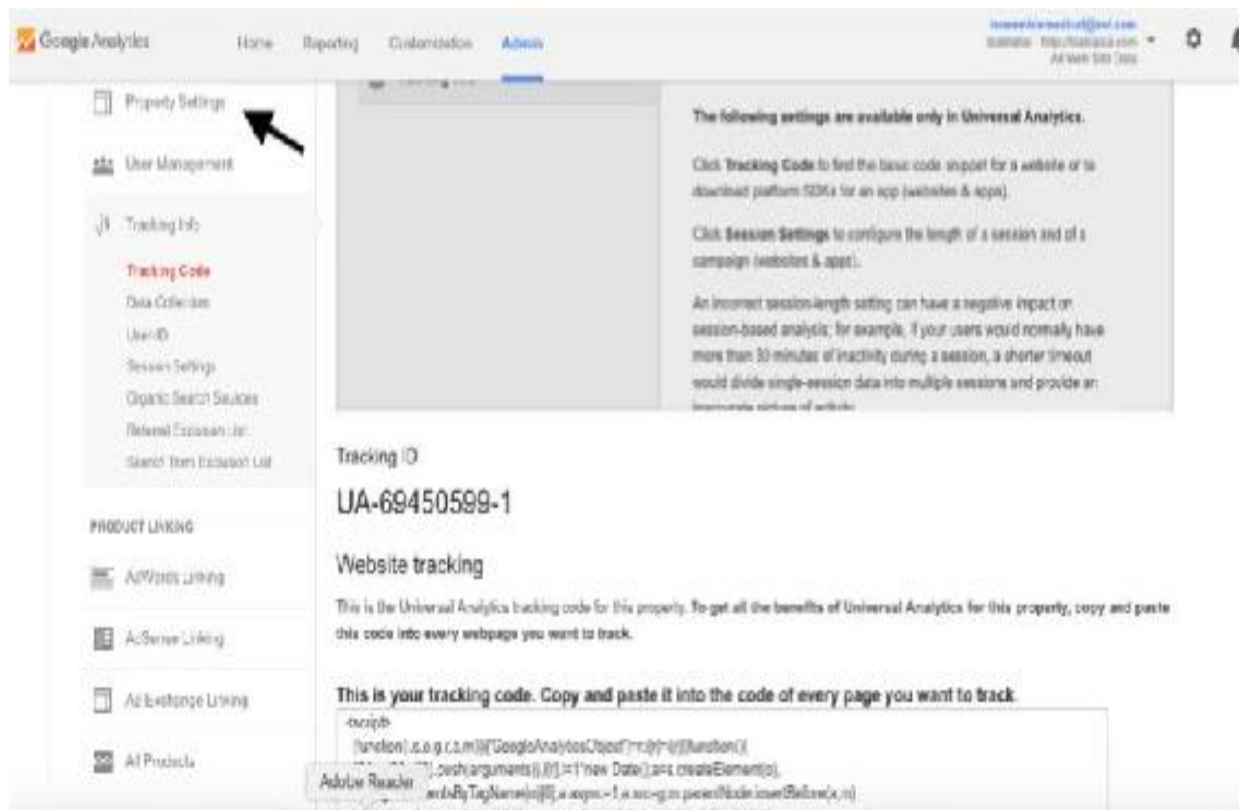 Google Analytics
Home
Reporting
Customization
Admin
Property Settings
User Management
Tracking Info
Tracking Code
Data Collection
User-ID
Session Settings
Organic Search Sources
Referral Exclusion List
Search Term Exclusion List
PRODUCT LINKING
AdWords Linking
AdSense Linking
Ad Exchange Linking
All Products
The following settings are available only in Universal Analytics.
Click Tracking Code to find the basic code snippet for a website or to
download platform SDKs for an app (websites & apps).
Click Session Settings to configure the length of a session and of a
campaign (websites & apps).
An incorrect session-length setting can have a negative impact on
session-based analysis; for example, if your users would normally have
more than 30 minutes of inactivity during a session, a shorter timeout
would divide single-session data into multiple sessions and provide an
inaccurate picture of activity.
Tracking ID
UA-69450599-1
Website tracking
This is the Universal Analytics tracking code for this property. To get all the benefits of Universal Analytics for this property, copy and paste
this code into every webpage you want to track.
This is your tracking code. Copy and paste it into the code of every page you want to track.
<script>
Adobe Reader